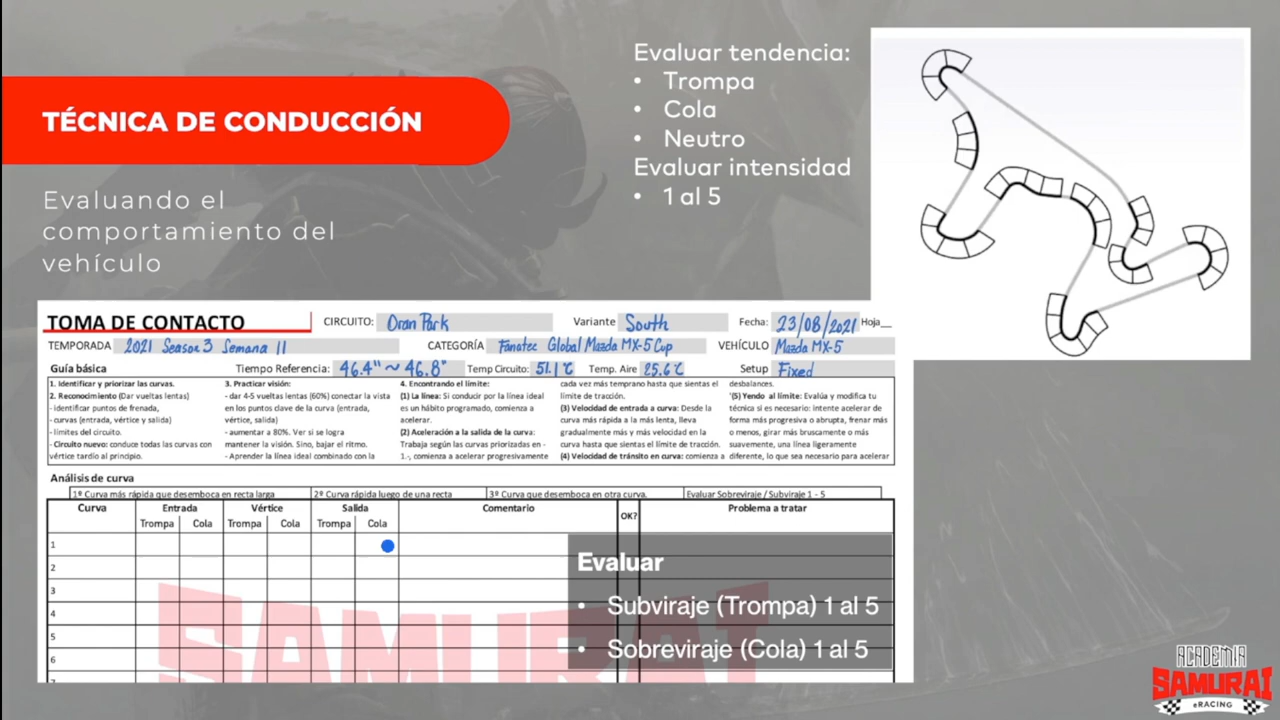 TÉCNICA DE CONDUCCIÓN
Evaluando el
comportamiento del
vehículo
Evaluar tendencia:
• Trompa
• Cola
• Neutro
Evaluar intensidad
• 1 al 5
TOMA DE CONTACTO CIRCUITO: Oran Park Variante South Fecha: 23/08/2021 Hoja__
TEMPORADA 2021 Season 3 Semana 11 CATEGORÍA Fanatec Global Mazda MX-5 Cup VEHÍCULO Mazda MX-5
Guía básica Tiempo Referencia: 46.4" ~ 46.8" Temp Circuito: 51.1°C Temp. Aire 25.6°C Setup Fixed
1. Identificar y priorizar las curvas.
2. Reconocimiento (Dar vueltas lentas)
- identificar puntos de frenada,
- curvas (entrada, vértice y salida)
- límites del circuito.
- Circuito nuevo: conduce todas las curvas con
vértice tardío al principio.
3. Practicar visión:
- dar 4-5 vueltas lentas (60%) conectar la vista
en los puntos clave de la curva (entrada,
vértice, salida)
- aumentar a 80%. Ver si se logra
mantener la visión. Sino, bajar el ritmo.
- Aprender la línea ideal combinado con la
4. Encontrando el límite:
(1) La línea: Si conducir por la línea ideal
es un hábito programado, comienza a
acelerar.
(2) Aceleración a la salida de la curva:
Trabaja según las curvas priorizadas en -
1.-, comienza a acelerar progresivamente
cada vez más temprano hasta que sientas el
límite de tracción.
(3) Velocidad de entrada a curva: Desde la
curva más rápida a la más lenta, lleva
gradualmente más y más velocidad en la
curva hasta que sientas el límite de tracción.
(4) Velocidad de tránsito en curva: comienza a
desbalances.
'(5) Yendo al límite: Evalúa y modifica tu
técnica si es necesario: intente acelerar de
forma más progresiva o abrupta, frenar más
o menos, girar más bruscamente o más
suavemente, una línea ligeramente
diferente, lo que sea necesario para acelerar
Análisis de curva
1º Curva más rápida que desemboca en recta larga 2º Curva rápida luego de una recta 3º Curva que desemboca en otra curva. Evaluar Sobreviraje / Subviraje 1 - 5
Curva Entrada Vértice Salida Comentario OK? Problema a tratar
Trompa Cola Trompa Cola Trompa Cola
1
2
3
4
5
6
SAMURAI
Evaluar
• Subviraje (Trompa) 1 al 5
• Sobreviraje (Cola) 1 al 5
ACADEMIA
SAMURAI
eRACING